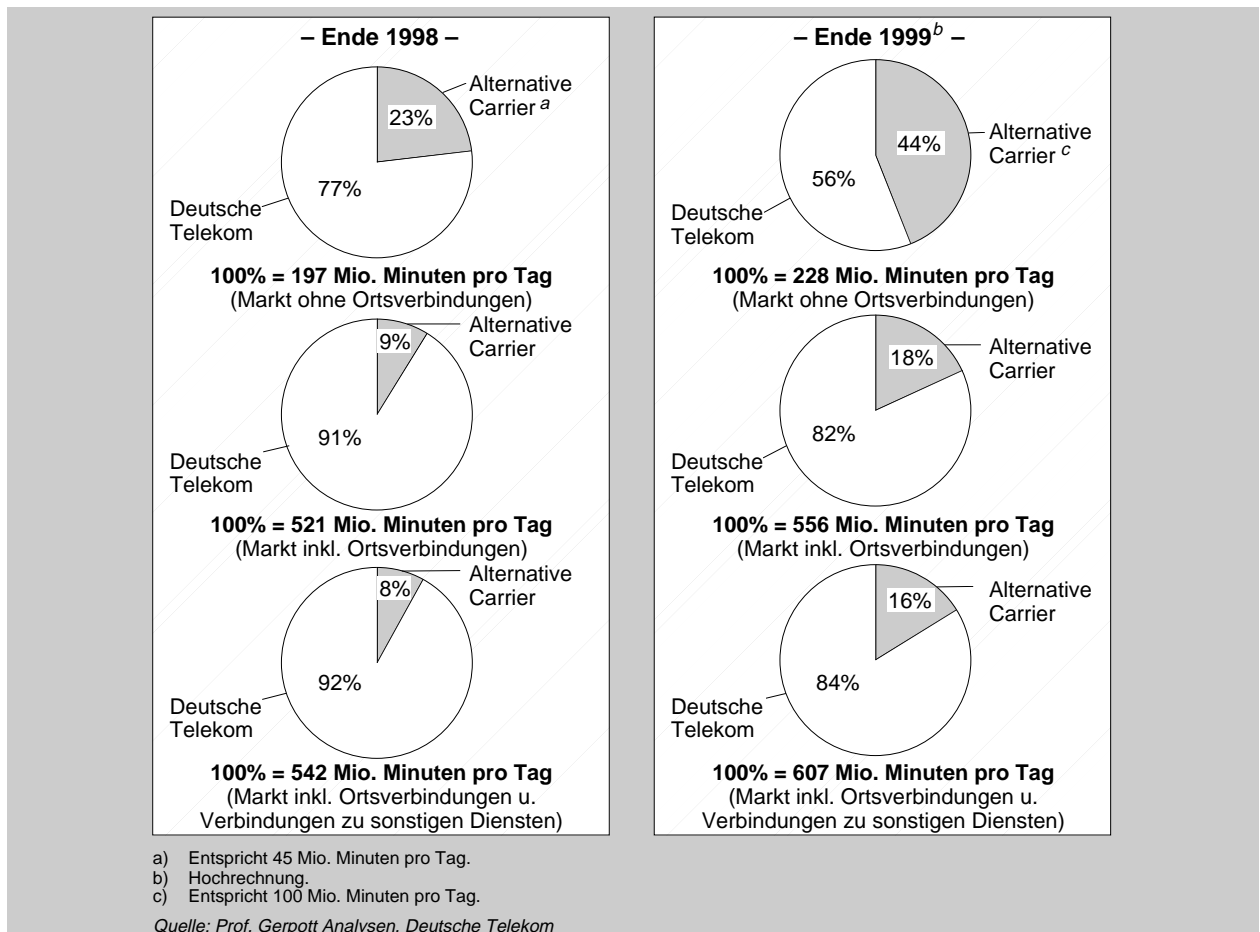 – Ende 1998 –
Alternative
Carrier a
23%
77%
Deutsche
Telekom
100% = 197 Mio. Minuten pro Tag
(Markt ohne Ortsverbindungen)
Alternative
Carrier
9%
91%
Deutsche
Telekom
100% = 521 Mio. Minuten pro Tag
(Markt inkl. Ortsverbindungen)
Alternative
Carrier
8%
92%
Deutsche
Telekom
100% = 542 Mio. Minuten pro Tag
(Markt inkl. Ortsverbindungen u.
Verbindungen zu sonstigen Diensten)
– Ende 1999 b –
Alternative
Carrier c
44%
56%
Deutsche
Telekom
100% = 228 Mio. Minuten pro Tag
(Markt ohne Ortsverbindungen)
Alternative
Carrier
18%
82%
Deutsche
Telekom
100% = 556 Mio. Minuten pro Tag
(Markt inkl. Ortsverbindungen)
Alternative
Carrier
16%
84%
Deutsche
Telekom
100% = 607 Mio. Minuten pro Tag
(Markt inkl. Ortsverbindungen u.
Verbindungen zu sonstigen Diensten)
a) Entspricht 45 Mio. Minuten pro Tag.
b) Hochrechnung.
c) Entspricht 100 Mio. Minuten pro Tag.
Quelle: Prof. Gerpott Analysen, Deutsche Telekom